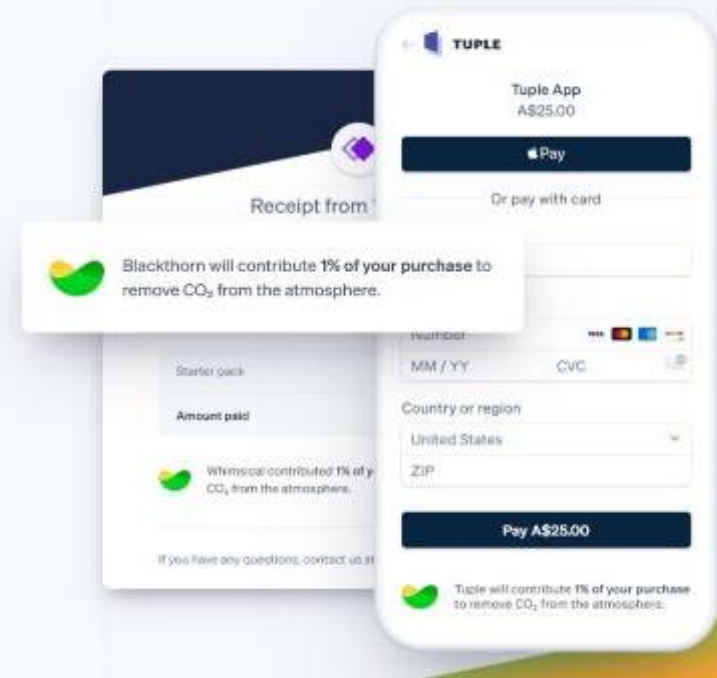 TUPLE
Tuple App
A$25.00
Pay
Or pay with card
Receipt from
Blackthorn will contribute 1% of your purchase to
remove CO₂ from the atmosphere.
Number
VISA
MM / YY
CVC
Starter pack
Amount paid
Country or region
United States
ZIP
Whimsical contributed 1% of y
CO₂ from the atmosphere.
Pay A$25.00
If you have any questions, contact us at
Tuple will contribute 1% of your purchase
to remove CO₂ from the atmosphere.